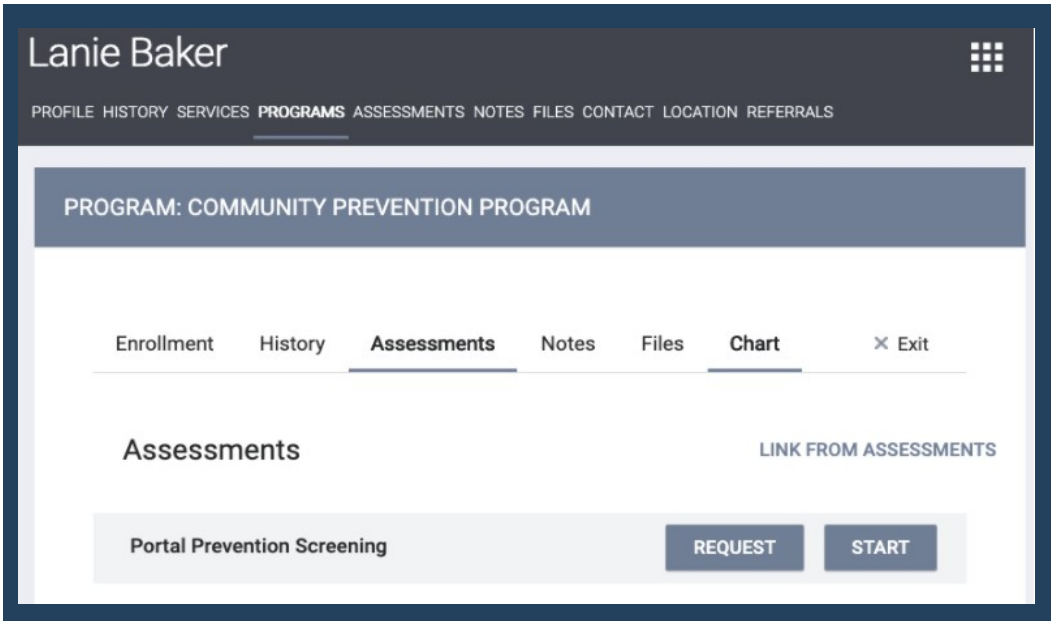 Lanie Baker
PROFILE HISTORY SERVICES PROGRAMS ASSESSMENTS NOTES FILES CONTACT LOCATION REFERRALS
PROGRAM: COMMUNITY PREVENTION PROGRAM
Enrollment History Assessments Notes Files Chart × Exit
Assessments LINK FROM ASSESSMENTS
Portal Prevention Screening REQUEST START